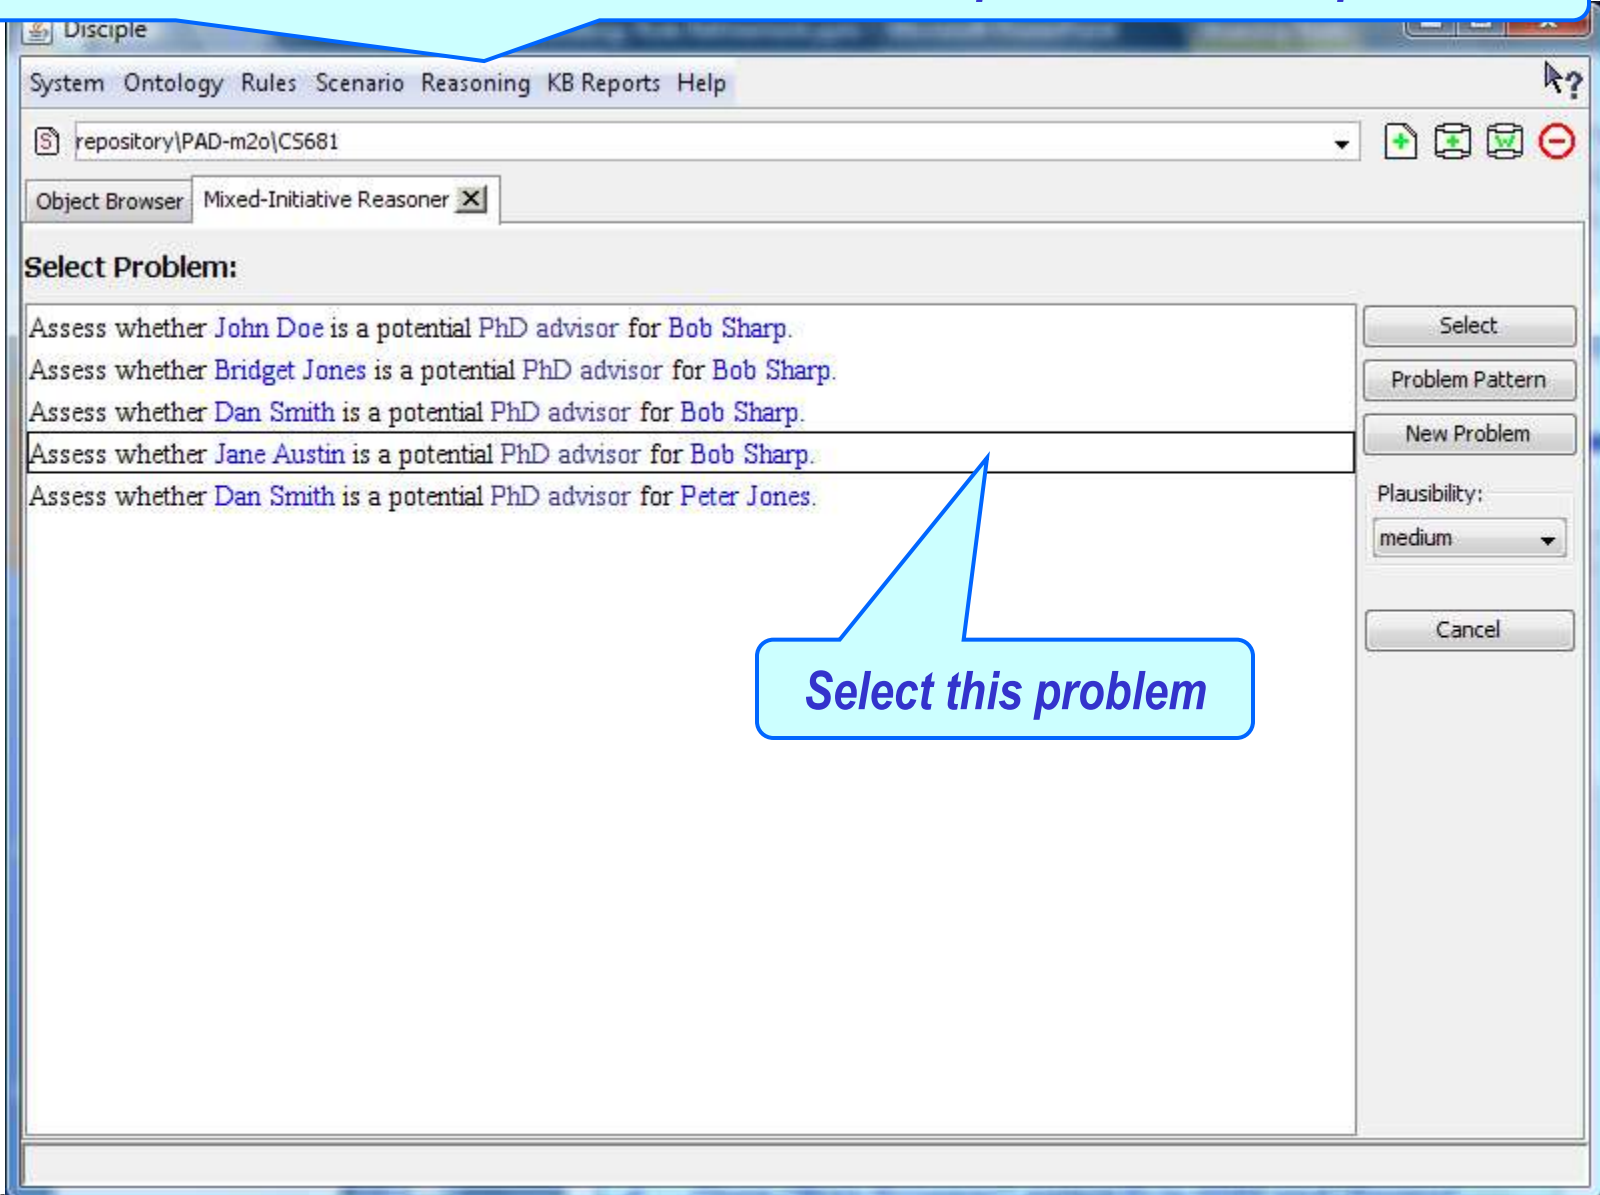 Disciple
System Ontology Rules Scenario Reasoning KB Reports Help
repository\PAD-m2o\CS681
Object Browser Mixed-Initiative Reasoner
Select Problem:
Assess whether John Doe is a potential PhD advisor for Bob Sharp.
Assess whether Bridget Jones is a potential PhD advisor for Bob Sharp.
Assess whether Dan Smith is a potential PhD advisor for Bob Sharp.
Assess whether Jane Austin is a potential PhD advisor for Bob Sharp.
Assess whether Dan Smith is a potential PhD advisor for Peter Jones.
Select
Problem Pattern
New Problem
Plausibility:
medium
Cancel
Select this problem